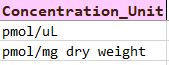 Concentration_Unit
pmol/uL
pmol/mg dry weight